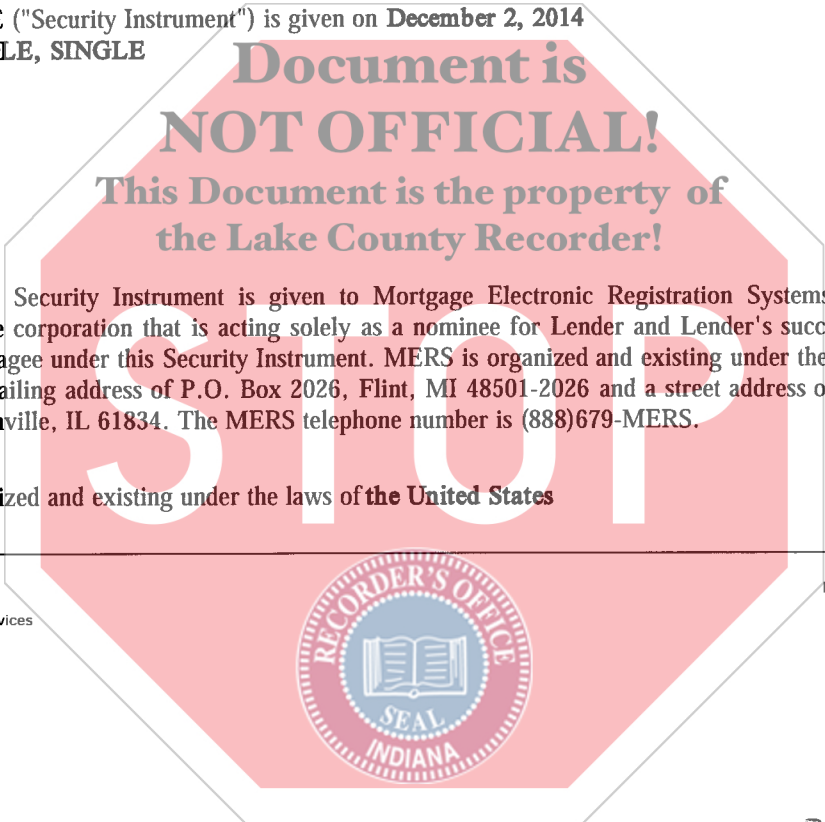 ("Security Instrument") is given on December 2, 2014
LE, SINGLE
Document is
NOT OFFICIAL!
This Document is the property of
the Lake County Recorder!
Security Instrument is given to Mortgage Electronic Registration Systems
corporation that is acting solely as a nominee for Lender and Lender's succ
agee under this Security Instrument. MERS is organized and existing under the
ailing address of P.O. Box 2026, Flint, MI 48501-2026 and a street address o
ville, IL 61834. The MERS telephone number is (888)679-MERS.
STOP
ized and existing under the laws of the United States
vices
RECORDER'S OFFICE
SEAL
INDIANA